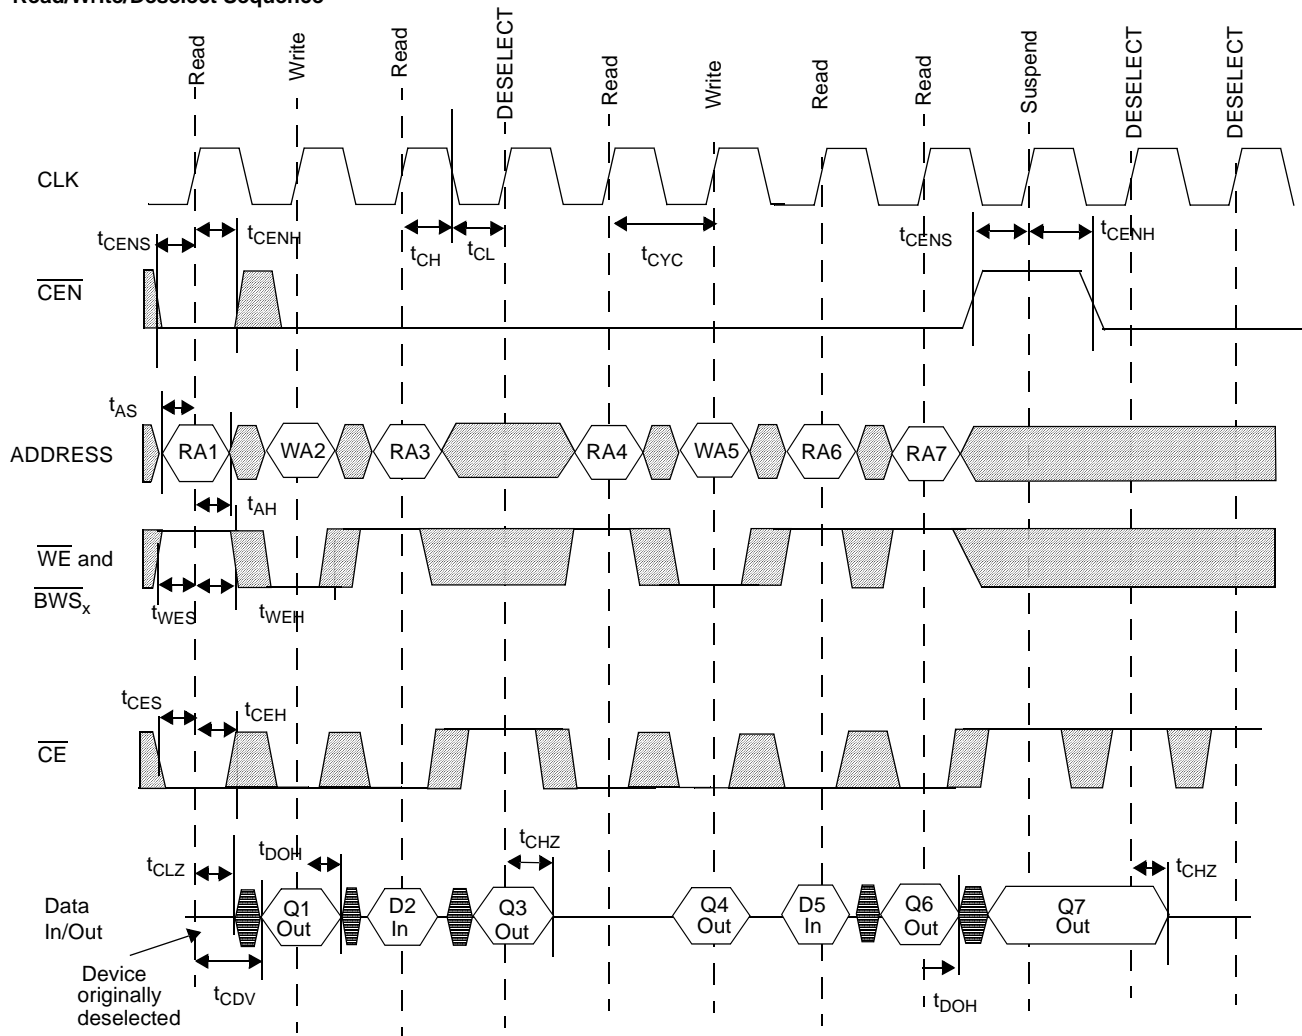 Read/Write/Deselect Sequence
Read
Write
Read
DESELECT
Read
Write
Read
Read
Suspend
DESELECT
DESELECT
CLK
tCENS
tCENH
tCH
tCL
tCYC
tCENS
tCENH
CEN
tAS
ADDRESS
RA1
WA2
RA3
RA4
WA5
RA6
RA7
tAH
WE and
BWSx
tWES
tWEH
tCES
tCEH
CE
tCLZ
tDOH
tCHZ
tCHZ
Data
In/Out
Q1
Out
D2
In
Q3
Out
Q4
Out
D5
In
Q6
Out
Q7
Out
Device
originally
deselected
tCDV
tDOH